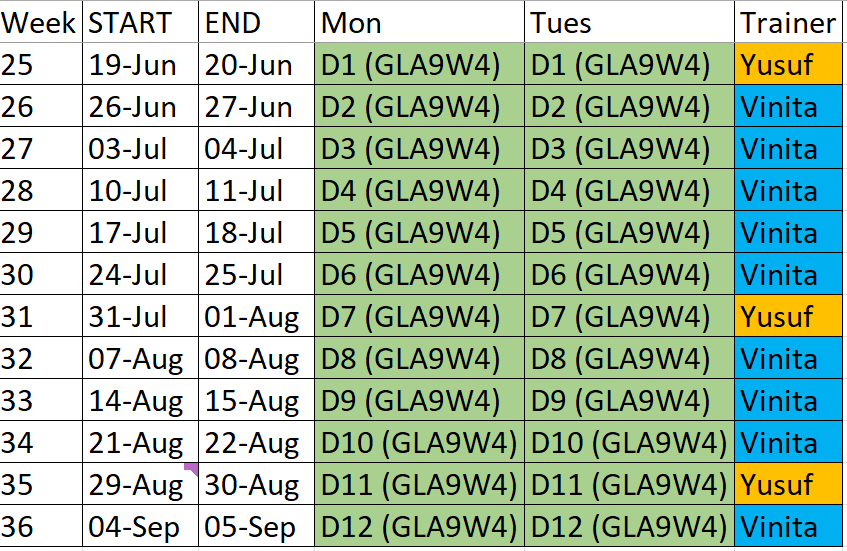 Week START END Mon Tues Trainer
25 19-Jun 20-Jun D1 (GLA9W4) D1 (GLA9W4) Yusuf
26 26-Jun 27-Jun D2 (GLA9W4) D2 (GLA9W4) Vinita
27 03-Jul 04-Jul D3 (GLA9W4) D3 (GLA9W4) Vinita
28 10-Jul 11-Jul D4 (GLA9W4) D4 (GLA9W4) Vinita
29 17-Jul 18-Jul D5 (GLA9W4) D5 (GLA9W4) Vinita
30 24-Jul 25-Jul D6 (GLA9W4) D6 (GLA9W4) Vinita
31 31-Jul 01-Aug D7 (GLA9W4) D7 (GLA9W4) Yusuf
32 07-Aug 08-Aug D8 (GLA9W4) D8 (GLA9W4) Vinita
33 14-Aug 15-Aug D9 (GLA9W4) D9 (GLA9W4) Vinita
34 21-Aug 22-Aug D10 (GLA9W4) D10 (GLA9W4) Vinita
35 29-Aug 30-Aug D11 (GLA9W4) D11 (GLA9W4) Yusuf
36 04-Sep 05-Sep D12 (GLA9W4) D12 (GLA9W4) Vinita